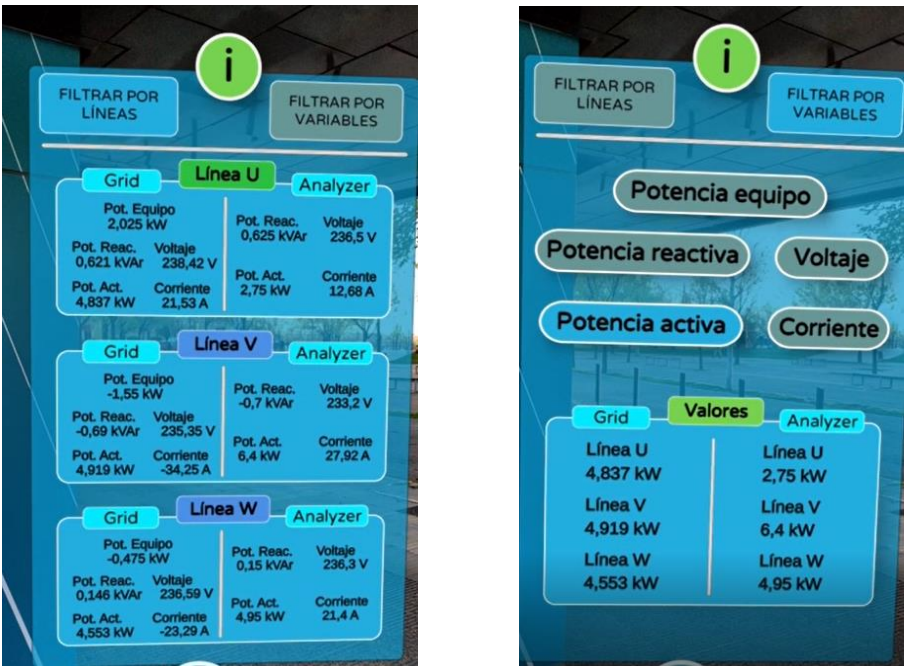 i
FILTRAR POR
LÍNEAS
FILTRAR POR
VARIABLES
Grid
Línea U
Analyzer
Pot. Equipo
2,025 kW
Pot. Reac.
0,621 kVAr
Voltaje
238,42 V
Pot. Act.
4,837 kW
Corriente
21,53 A
Pot. Reac.
0,625 kVAr
Voltaje
236,5 V
Pot. Act.
2,75 kW
Corriente
12,68 A
Grid
Línea V
Analyzer
Pot. Equipo
-1,55 kW
Pot. Reac.
-0,69 kVAr
Voltaje
235,35 V
Pot. Act.
4,919 kW
Corriente
-34,25 A
Pot. Reac.
-0,7 kVAr
Voltaje
233,2 V
Pot. Act.
6,4 kW
Corriente
27,92 A
Grid
Línea W
Analyzer
Pot. Equipo
-0,475 kW
Pot. Reac.
0,146 kVAr
Voltaje
236,59 V
Pot. Act.
4,553 kW
Corriente
-23,29 A
Pot. Reac.
0,15 kVAr
Voltaje
236,3 V
Pot. Act.
4,95 kW
Corriente
21,4 A
i
FILTRAR POR
LÍNEAS
FILTRAR POR
VARIABLES
Potencia equipo
Potencia reactiva
Voltaje
Potencia activa
Corriente
Grid
Valores
Analyzer
Línea U
4,837 kW
Línea V
4,919 kW
Línea W
4,553 kW
Línea U
2,75 kW
Línea V
6,4 kW
Línea W
4,95 kW